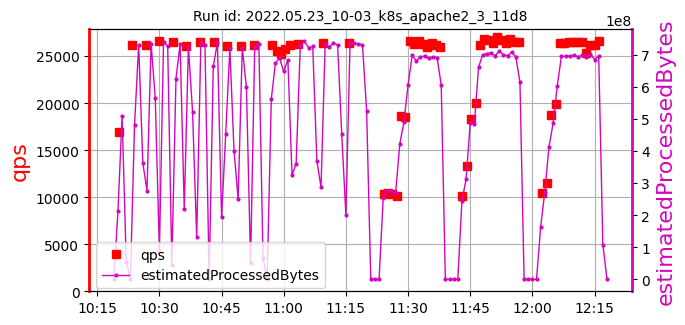 Run id: 2022.05.23_10-03_k8s_apache2_3_11d8
1e8
25000
20000
15000
10000
5000
0
qps
7
6
5
4
3
2
1
0
estimatedProcessedBytes
qps
estimatedProcessedBytes
10:15 10:30 10:45 11:00 11:15 11:30 11:45 12:00 12:15